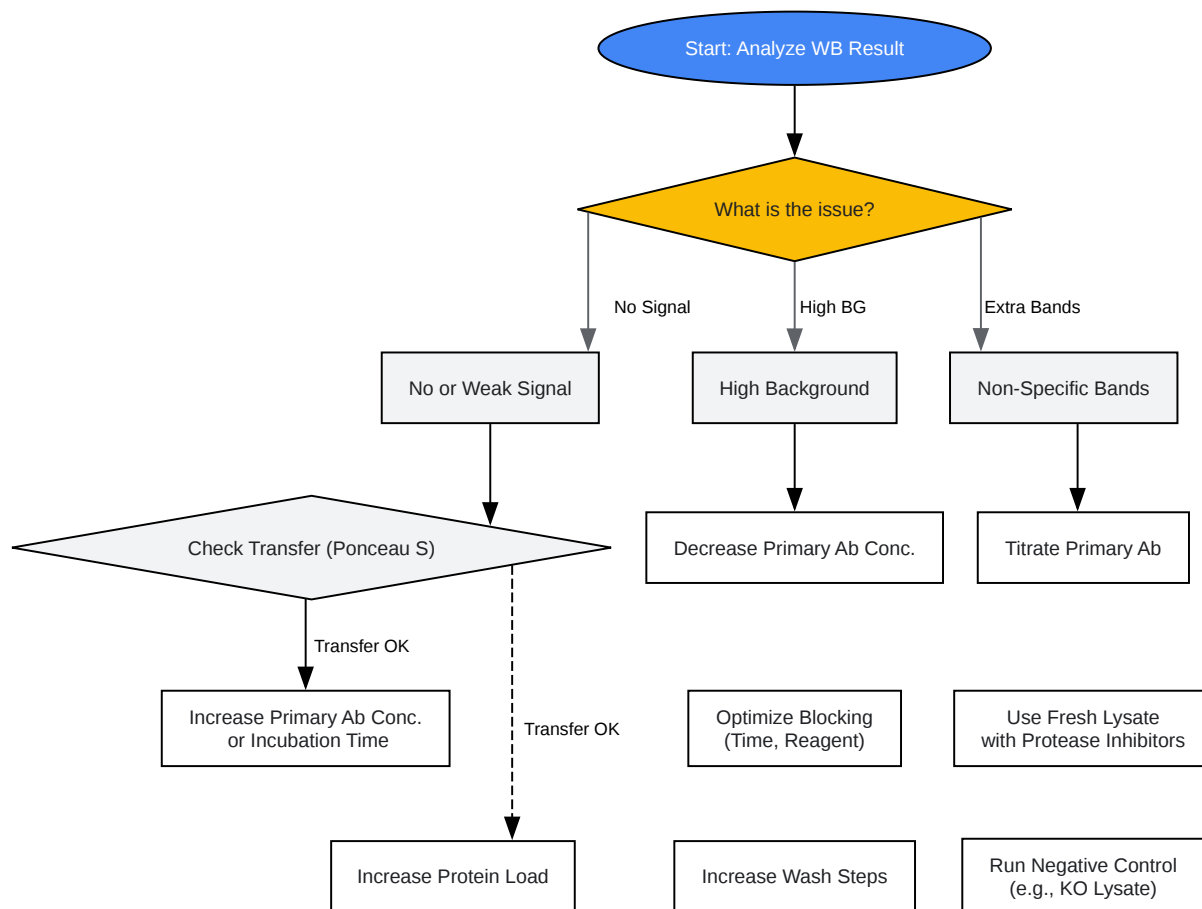 Start: Analyze WB Result
What is the issue?
No Signal
High BG
Extra Bands
No or Weak Signal
High Background
Non-Specific Bands
Check Transfer (Ponceau S)
Decrease Primary Ab Conc.
Titrate Primary Ab
Transfer OK
Increase Primary Ab Conc.
or Incubation Time
Transfer OK
Optimize Blocking
(Time, Reagent)
Use Fresh Lysate
with Protease Inhibitors
Increase Protein Load
Increase Wash Steps
Run Negative Control
(e.g., KO Lysate)